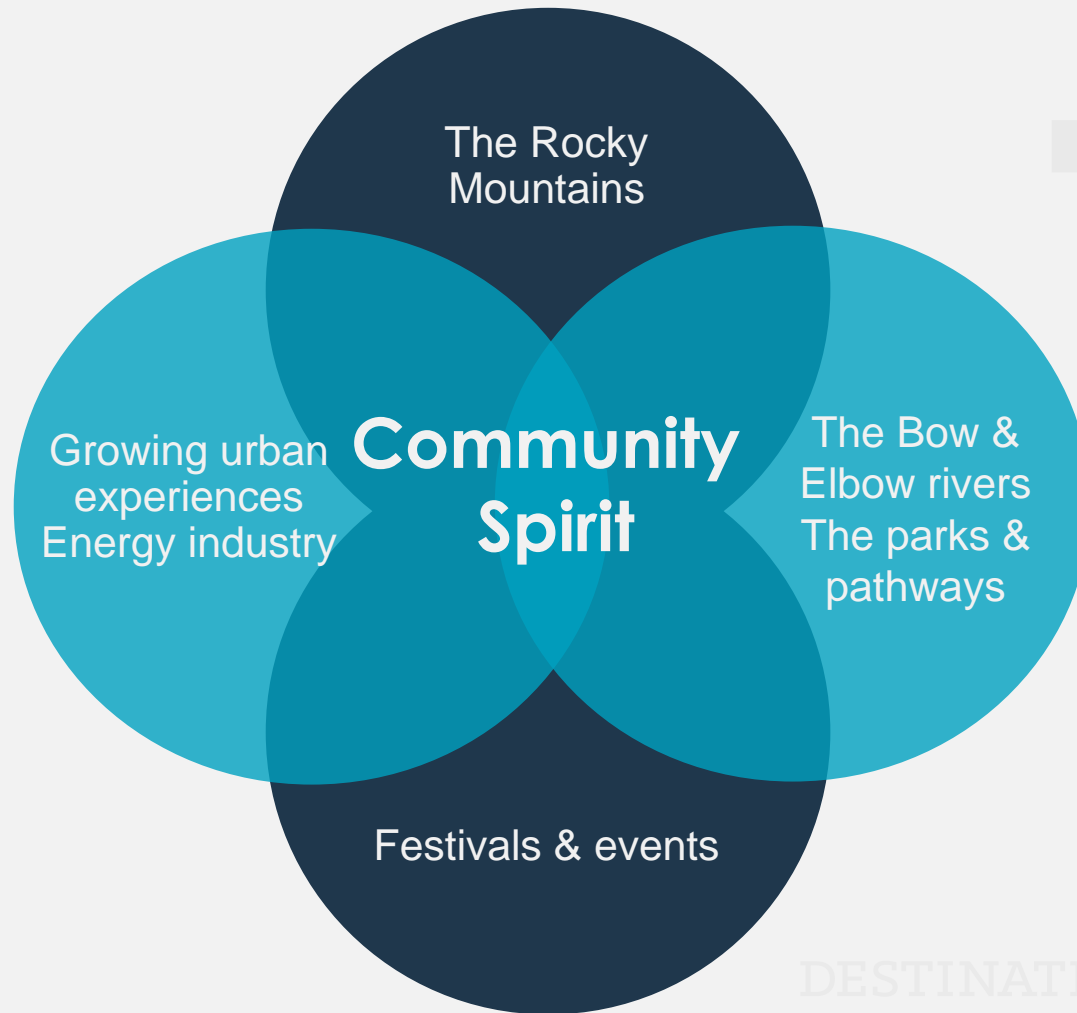 The Rocky
Mountains
Growing urban
experiences
Energy industry
Community
Spirit
The Bow &
Elbow rivers
The parks &
pathways
Festivals & events